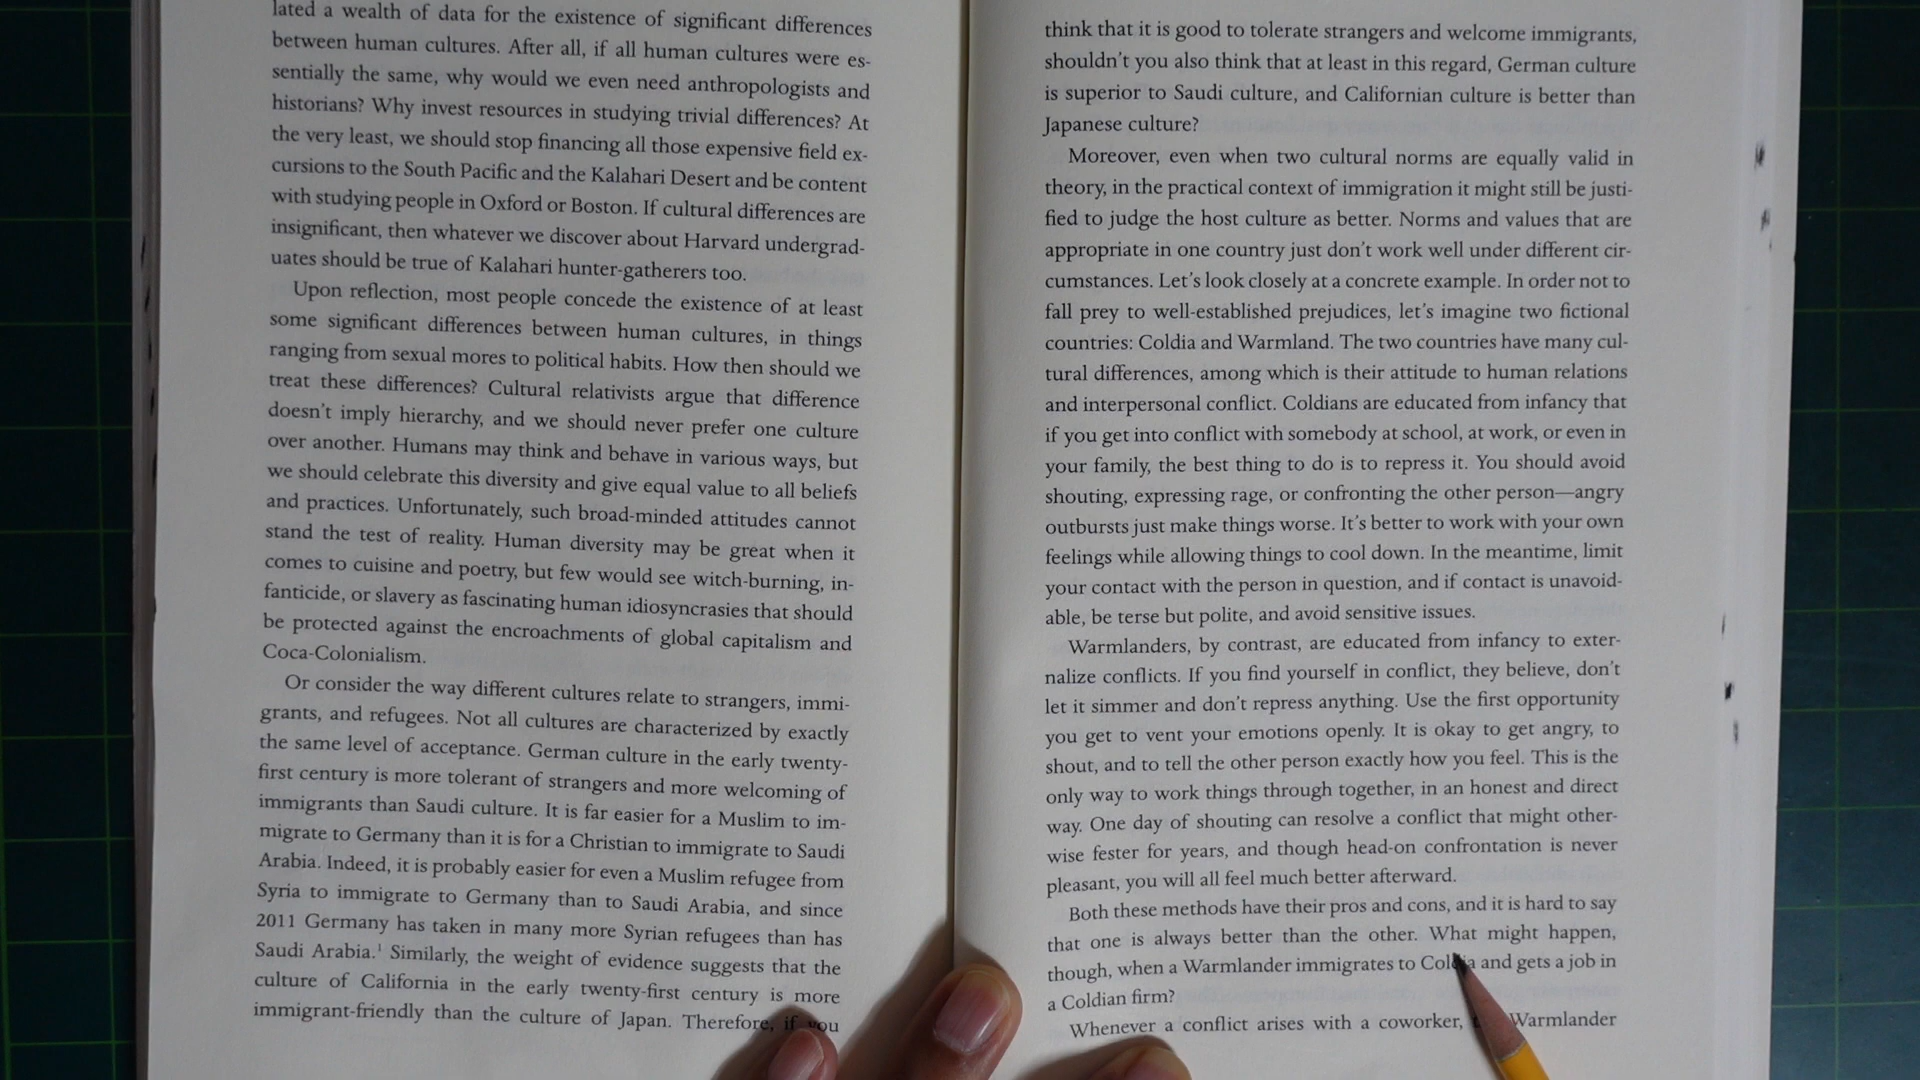 lated a wealth of data for the existence of significant differences
between human cultures. After all, if all human cultures were es-
sentially the same, why would we even need anthropologists and
historians? Why invest resources in studying trivial differences? At
the very least, we should stop financing all those expensive field ex-
cursions to the South Pacific and the Kalahari Desert and be content
with studying people in Oxford or Boston. If cultural differences are
insignificant, then whatever we discover about Harvard undergrad-
uates should be true of Kalahari hunter-gatherers too.
Upon reflection, most people concede the existence of at least
some significant differences between human cultures, in things
ranging from sexual mores to political habits. How then should we
treat these differences? Cultural relativists argue that difference
doesn't imply hierarchy, and we should never prefer one culture
over another. Humans may think and behave in various ways, but
we should celebrate this diversity and give equal value to all beliefs
and practices. Unfortunately, such broad-minded attitudes cannot
stand the test of reality. Human diversity may be great when it
comes to cuisine and poetry, but few would see witch-burning, in-
fanticide, or slavery as fascinating human idiosyncrasies that should
be protected against the encroachments of global capitalism and
Coca-Colonialism.
Or consider the way different cultures relate to strangers, immi-
grants, and refugees. Not all cultures are characterized by exactly
the same level of acceptance. German culture in the early twenty-
first century is more tolerant of strangers and more welcoming of
immigrants than Saudi culture. It is far easier for a Muslim to im-
migrate to Germany than it is for a Christian to immigrate to Saudi
Arabia. Indeed, it is probably easier for even a Muslim refugee from
Syria to immigrate to Germany than to Saudi Arabia, and since
2011 Germany has taken in many more Syrian refugees than has
Saudi Arabia.¹ Similarly, the weight of evidence suggests that the
culture of California in the early twenty-first century is more
immigrant-friendly than the culture of Japan. Therefore, if you
think that it is good to tolerate strangers and welcome immigrants,
shouldn't you also think that at least in this regard, German culture
is superior to Saudi culture, and Californian culture is better than
Japanese culture?
Moreover, even when two cultural norms are equally valid in
theory, in the practical context of immigration it might still be justi-
fied to judge the host culture as better. Norms and values that are
appropriate in one country just don't work well under different cir-
cumstances. Let's look closely at a concrete example. In order not to
fall prey to well-established prejudices, let's imagine two fictional
countries: Coldia and Warmland. The two countries have many cul-
tural differences, among which is their attitude to human relations
and interpersonal conflict. Coldians are educated from infancy that
if you get into conflict with somebody at school, at work, or even in
your family, the best thing to do is to repress it. You should avoid
shouting, expressing rage, or confronting the other person—angry
outbursts just make things worse. It's better to work with your own
feelings while allowing things to cool down. In the meantime, limit
your contact with the person in question, and if contact is unavoid-
able, be terse but polite, and avoid sensitive issues.
Warmlanders, by contrast, are educated from infancy to exter-
nalize conflicts. If you find yourself in conflict, they believe, don't
let it simmer and don't repress anything. Use the first opportunity
you get to vent your emotions openly. It is okay to get angry, to
shout, and to tell the other person exactly how you feel. This is the
only way to work things through together, in an honest and direct
way. One day of shouting can resolve a conflict that might other-
wise fester for years, and though head-on confrontation is never
pleasant, you will all feel much better afterward.
Both these methods have their pros and cons, and it is hard to say
that one is always better than the other. What might happen,
though, when a Warmlander immigrates to Coldia and gets a job in
a Coldian firm?
Whenever a conflict arises with a coworker, Warmlander